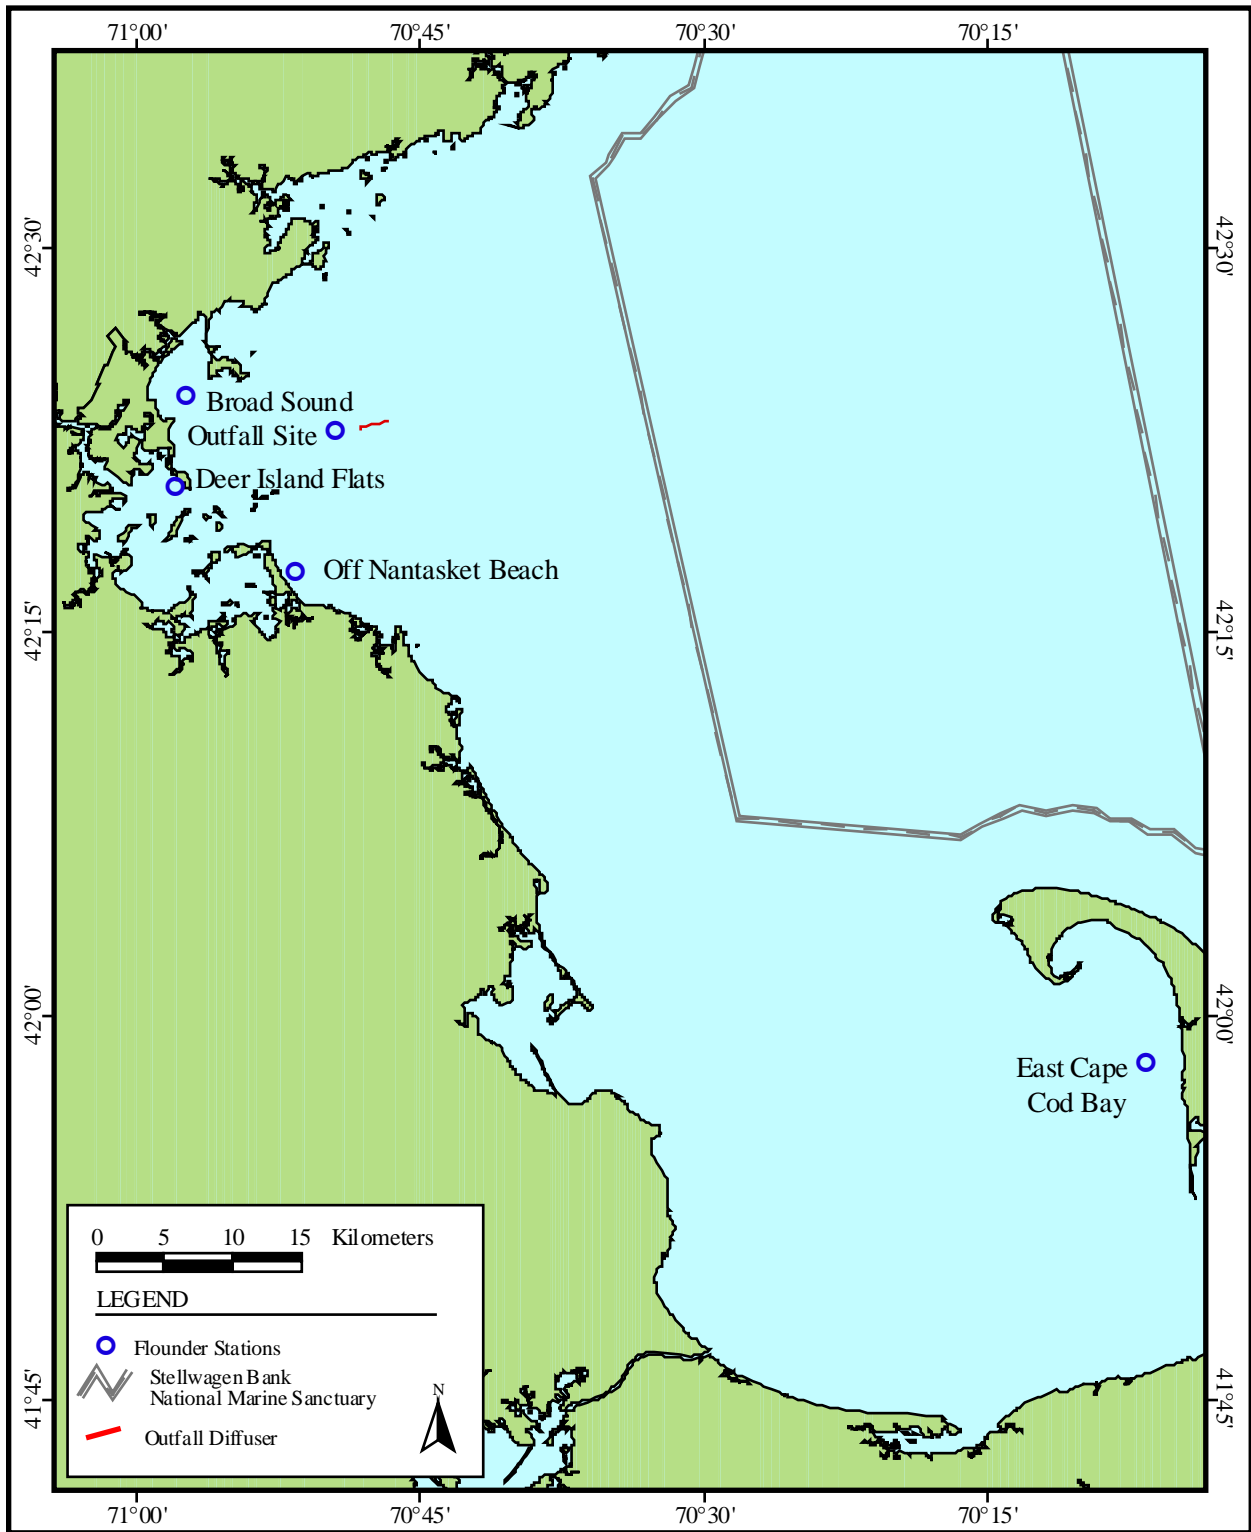 71°00'
70°45'
70°30'
70°15'
42°30'
42°30'
Broad Sound
Outfall Site
Deer Island Flats
Off Nantasket Beach
42°15'
42°15'
42°00'
42°00'
East Cape
Cod Bay
0 5 10 15 Kilometers
LEGEND
Flounder Stations
Stellwagen Bank
National Marine Sanctuary
Outfall Diffuser
N
41°45'
41°45'
71°00'
70°45'
70°30'
70°15'